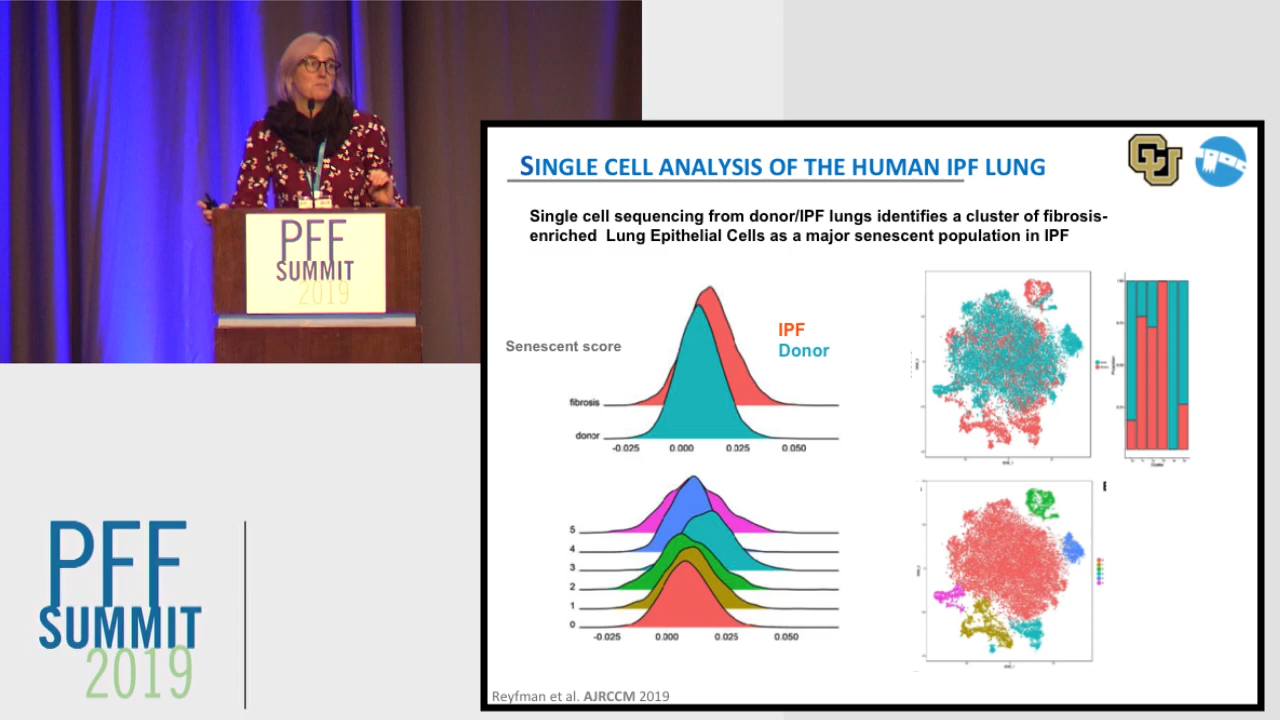 PFF
SUMMIT
2019
SINGLE CELL ANALYSIS OF THE HUMAN IPF LUNG
CU
Single cell sequencing from donor/IPF lungs identifies a cluster of fibrosis-
enriched Lung Epithelial Cells as a major senescent population in IPF
Senescent score
IPF
Donor
fibrosis
donor
-0.025 0.000 0.025 0.050
5
4
3
2
1
0
-0.025 0.000 0.025 0.050
Reyfman et al. AJRCCM 2019
PFF
SUMMIT
2019